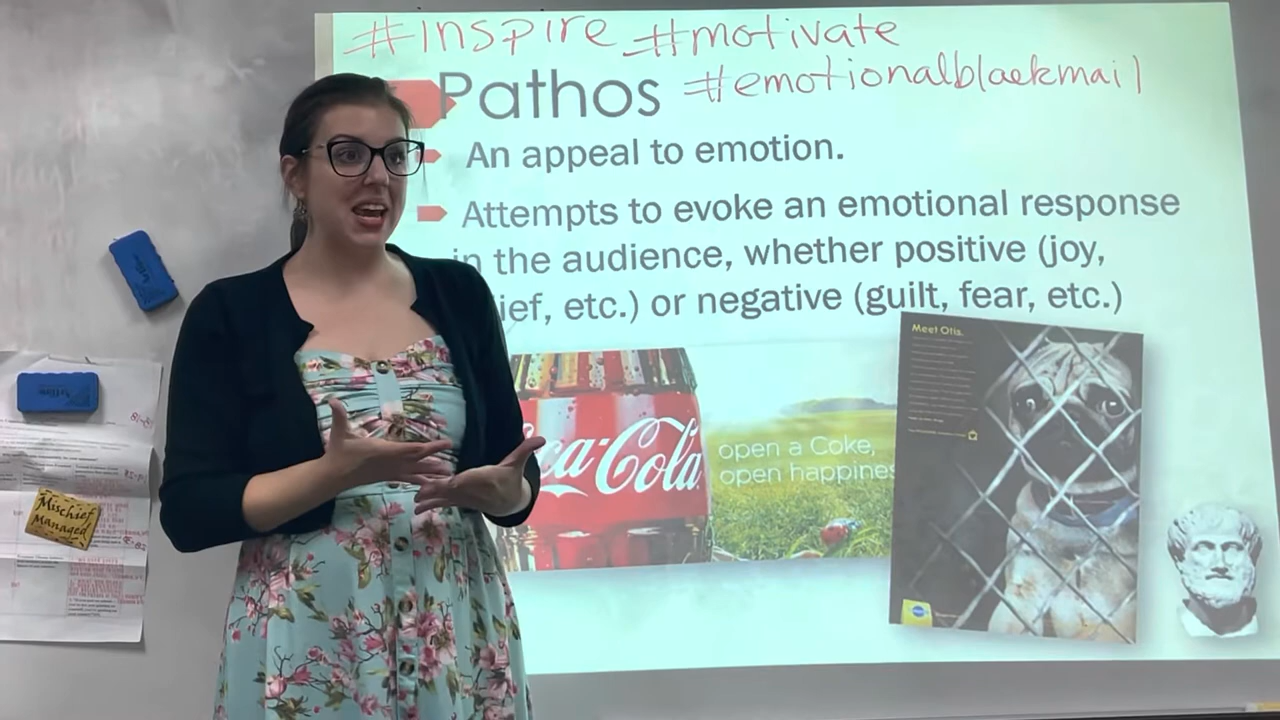 #inspire #motivate
Pathos #emotionalblackmail
An appeal to emotion.
Attempts to evoke an emotional response
in the audience, whether positive (joy,
ief, etc.) or negative (guilt, fear, etc.)
Meet Otis.
ca-Cola
open a Coke,
open happines
Mischief
Managed